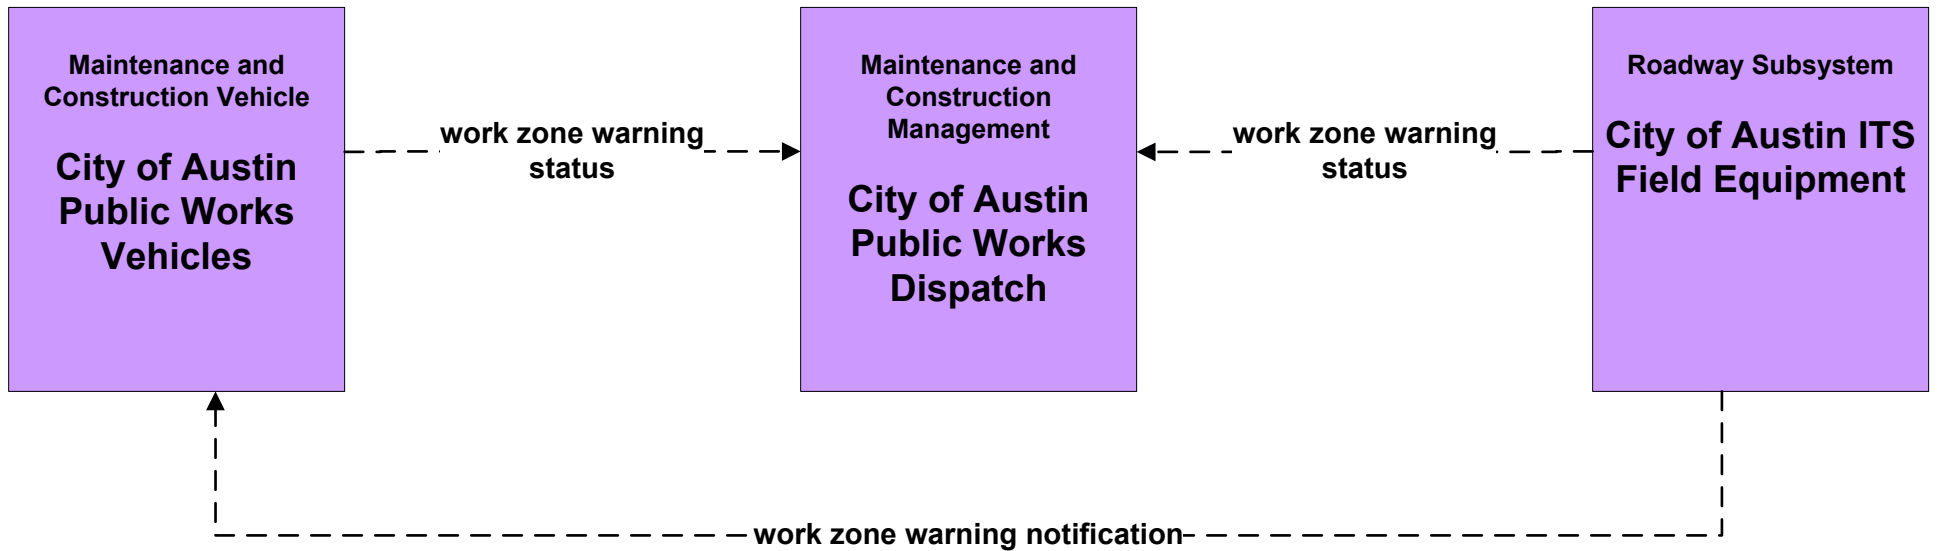 Maintenance and
Construction Vehicle
City of Austin
Public Works
Vehicles
work zone warning
status
Maintenance and
Construction
Management
City of Austin
Public Works
Dispatch
work zone warning
status
Roadway Subsystem
City of Austin ITS
Field Equipment
work zone warning notification